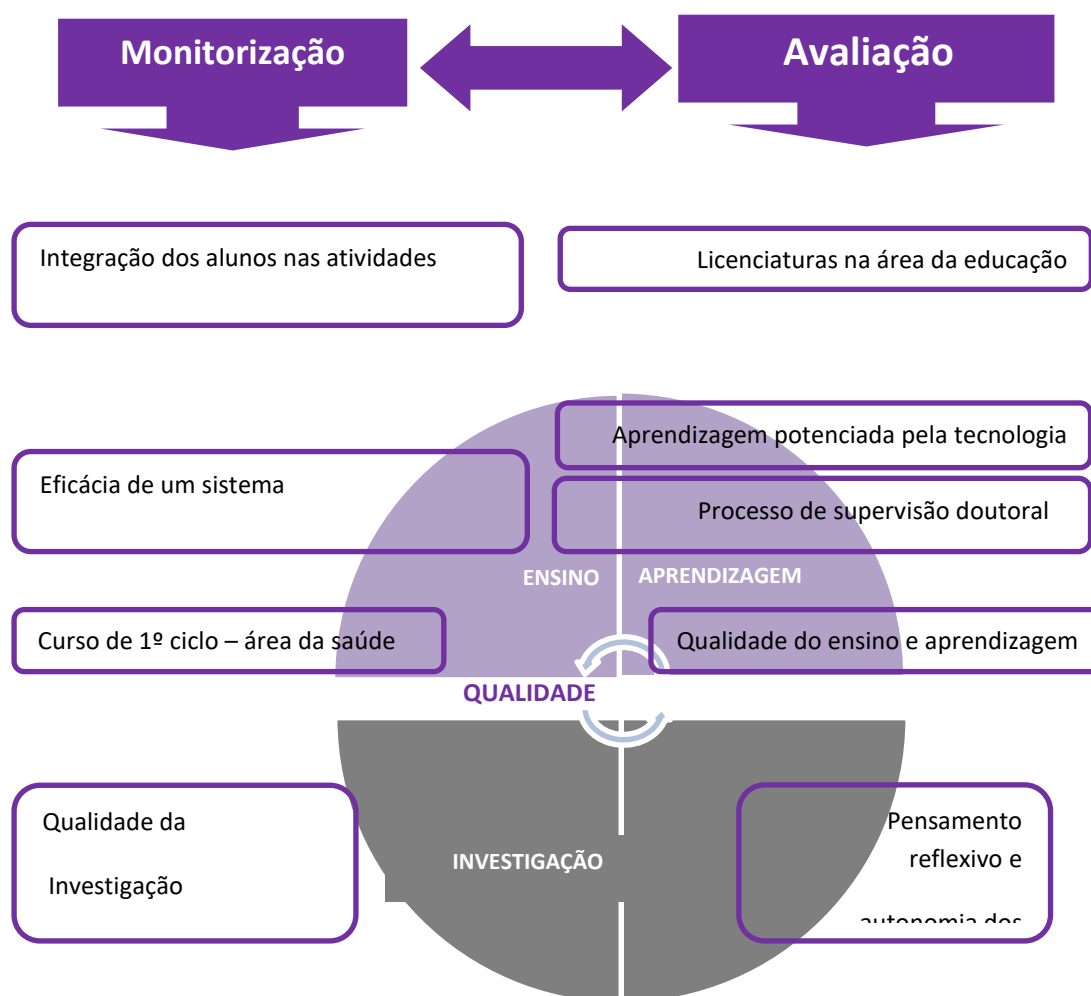 Monitorização
Avaliação
Integração dos alunos nas atividades
Licenciaturas na área da educação
Aprendizagem potenciada pela tecnologia
Eficácia de um sistema
Processo de supervisão doutoral
ENSINO
APRENDIZAGEM
Curso de 1º ciclo – área da saúde
Qualidade do ensino e aprendizagem
QUALIDADE
Qualidade da
Investigação
INVESTIGAÇÃO
Pensamento
reflexivo e
autonomia dos